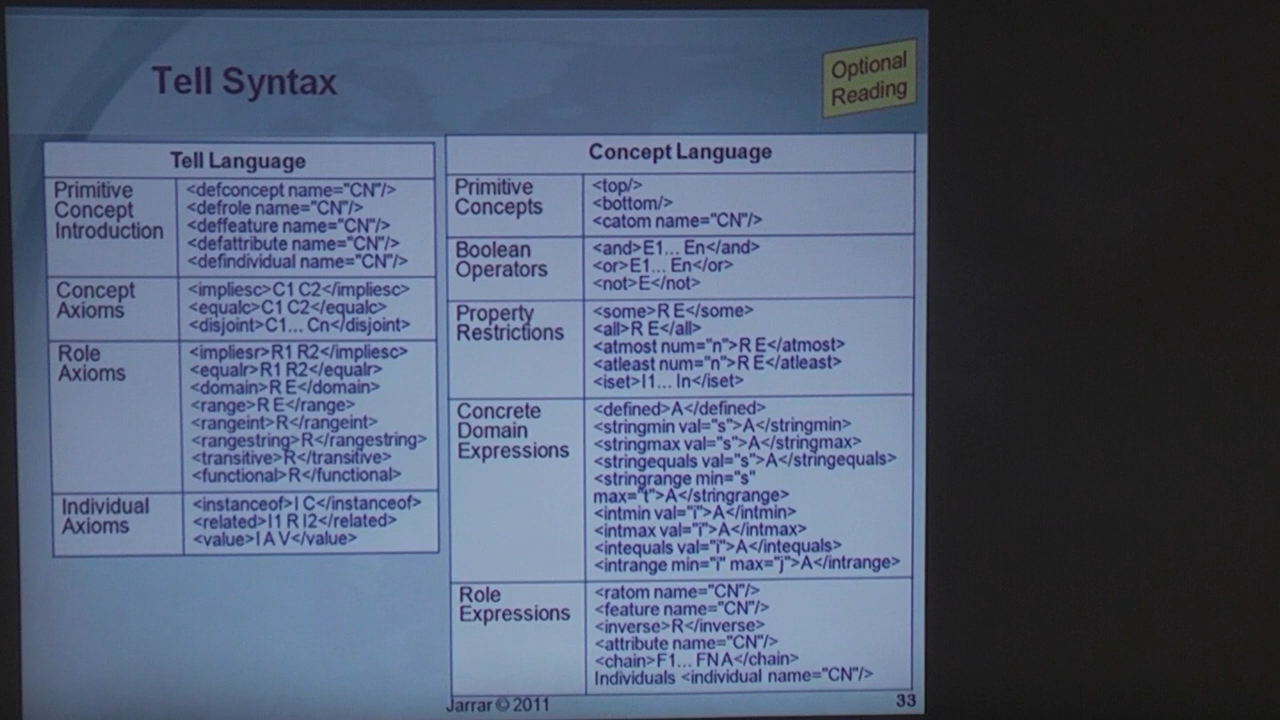 Tell Syntax
Optional
Reading
Tell Language
Primitive
Concept
Introduction
<defconcept name="CN"/>
<defrole name="CN"/>
<deffeature name="CN"/>
<defattribute name="CN"/>
<defindividual name="CN"/>
Concept
Axioms
<impliesc>C1 C2</impliesc>
<equalc>C1 C2</equalc>
<disjoint>C1... Cn</disjoint>
Role
Axioms
<impliesr>R1 R2</impliesc>
<equalr>R1 R2</equalr>
<domain>R E</domain>
<range>R E</range>
<rangeint>R</rangeint>
<rangestring>R</rangestring>
<transitive>R</transitive>
<functional>R</functional>
Individual
Axioms
<instanceof>I C</instanceof>
<related>I1 R I2</related>
<value>I A V</value>
Concept Language
Primitive
Concepts
<top/>
<bottom/>
<catom name="CN"/>
Boolean
Operators
<and>E1... En</and>
<or>E1... En</or>
<not>E</not>
Property
Restrictions
<some>R E</some>
<all>R E</all>
<atmost num="n">R E</atmost>
<atleast num="n">R E</atleast>
<iset>I1... In</iset>
Concrete
Domain
Expressions
<defined>A</defined>
<stringmin val="s">A</stringmin>
<stringmax val="s">A</stringmax>
<stringequals val="s">A</stringequals>
<stringrange min="s"
max="t">A</stringrange>
<intmin val="i">A</intmin>
<intmax val="i">A</intmax>
<intequals val="i">A</intequals>
<intrange min="i" max="j">A</intrange>
Role
Expressions
<ratom name="CN"/>
<feature name="CN"/>
<inverse>R</inverse>
<attribute name="CN"/>
<chain>F1... FN A</chain>
Individuals <individual name="CN"/>
Jarrar © 2011
33